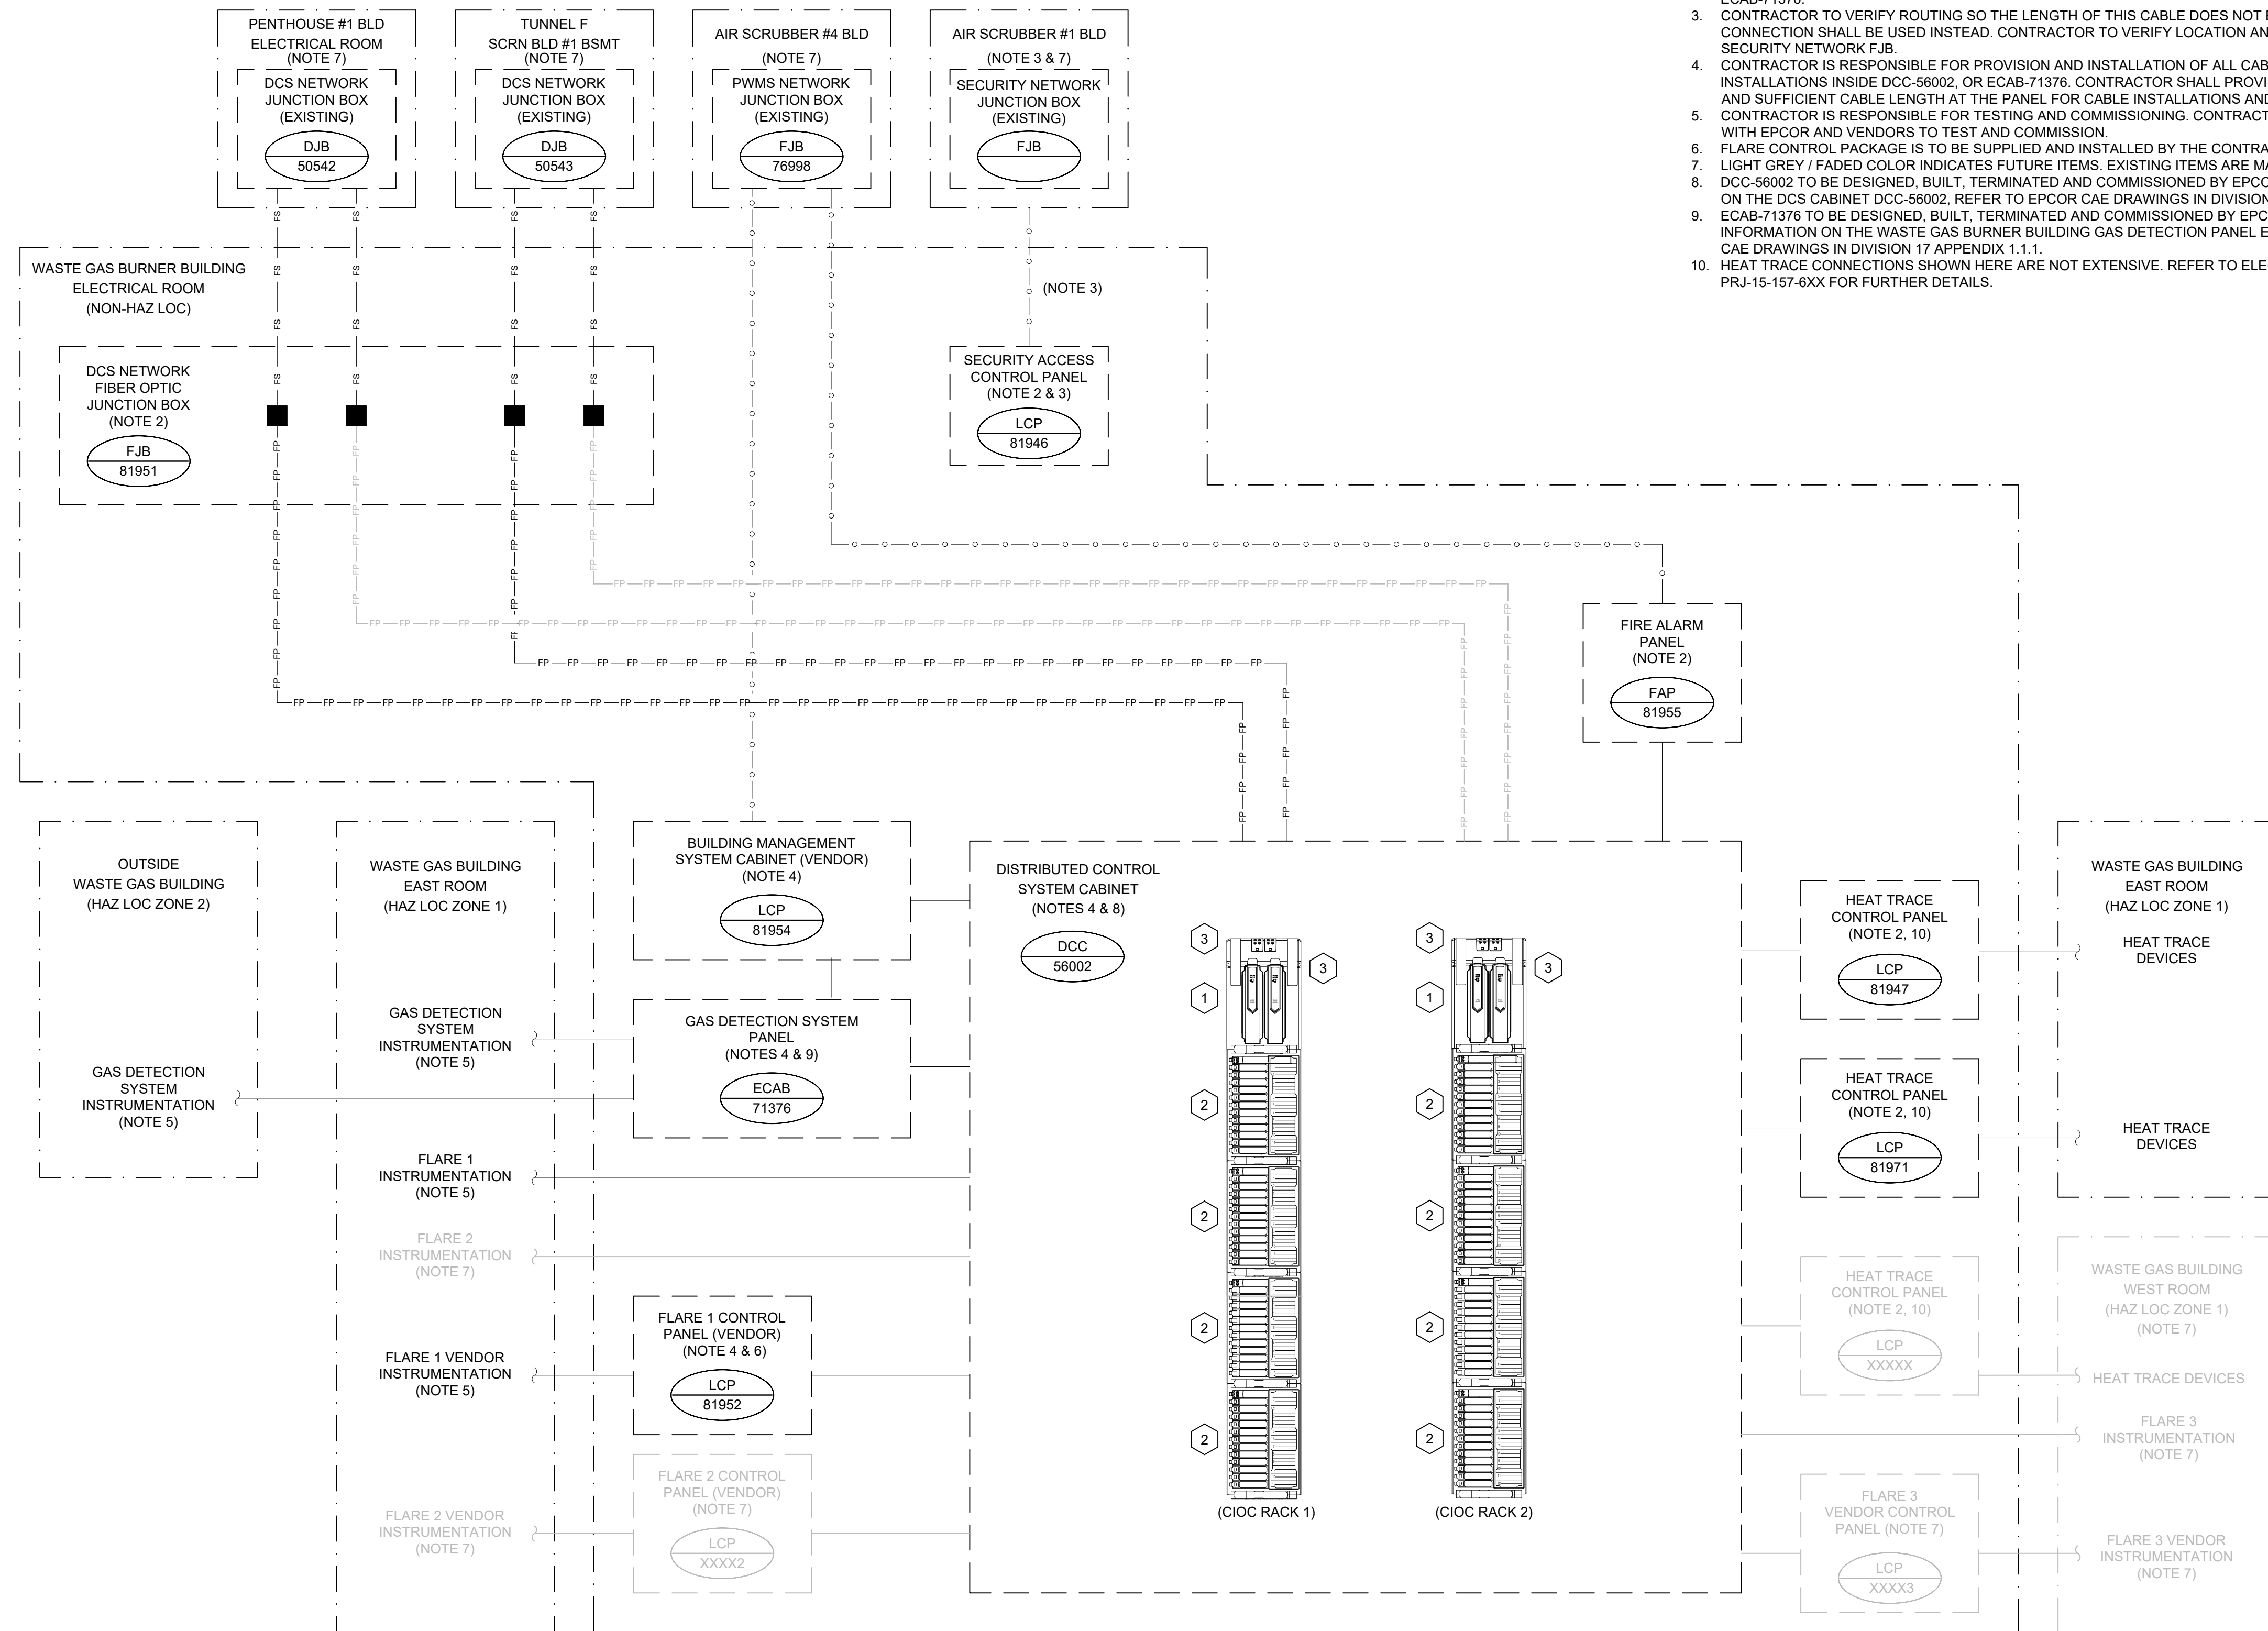 PENTHOUSE #1 BLD
ELECTRICAL ROOM
(NOTE 7)
DCS NETWORK
JUNCTION BOX
(EXISTING)
DJB
50542
TUNNEL F
SCRN BLD #1 BSMT
(NOTE 7)
DCS NETWORK
JUNCTION BOX
(EXISTING)
DJB
50543
AIR SCRUBBER #4 BLD
(NOTE 7)
PWMS NETWORK
JUNCTION BOX
(EXISTING)
FJB
76998
AIR SCRUBBER #1 BLD
(NOTE 3 & 7)
SECURITY NETWORK
JUNCTION BOX
(EXISTING)
FJB
ECAB-71376.
3. CONTRACTOR TO VERIFY ROUTING SO THE LENGTH OF THIS CABLE DOES NOT
CONNECTION SHALL BE USED INSTEAD. CONTRACTOR TO VERIFY LOCATION AN
SECURITY NETWORK FJB.
4. CONTRACTOR IS RESPONSIBLE FOR PROVISION AND INSTALLATION OF ALL CAB
INSTALLATIONS INSIDE DCC-56002, OR ECAB-71376. CONTRACTOR SHALL PROVI
AND SUFFICIENT CABLE LENGTH AT THE PANEL FOR CABLE INSTALLATIONS AND
5. CONTRACTOR IS RESPONSIBLE FOR TESTING AND COMMISSIONING. CONTRACT
WITH EPCOR AND VENDORS TO TEST AND COMMISSION.
6. FLARE CONTROL PACKAGE IS TO BE SUPPLIED AND INSTALLED BY THE CONTRA
7. LIGHT GREY / FADED COLOR INDICATES FUTURE ITEMS. EXISTING ITEMS ARE MA
8. DCC-56002 TO BE DESIGNED, BUILT, TERMINATED AND COMMISSIONED BY EPCO
ON THE DCS CABINET DCC-56002, REFER TO EPCOR CAE DRAWINGS IN DIVISION
9. ECAB-71376 TO BE DESIGNED, BUILT, TERMINATED AND COMMISSIONED BY EPC
INFORMATION ON THE WASTE GAS BURNER BUILDING GAS DETECTION PANEL E
CAE DRAWINGS IN DIVISION 17 APPENDIX 1.1.1.
10. HEAT TRACE CONNECTIONS SHOWN HERE ARE NOT EXTENSIVE. REFER TO ELE
PRJ-15-157-6XX FOR FURTHER DETAILS.
WASTE GAS BURNER BUILDING
ELECTRICAL ROOM
(NON-HAZ LOC)
(NOTE 3)
DCS NETWORK
FIBER OPTIC
JUNCTION BOX
(NOTE 2)
FJB
81951
SECURITY ACCESS
CONTROL PANEL
(NOTE 2 & 3)
LCP
81946
FIRE ALARM
PANEL
(NOTE 2)
FAP
81955
OUTSIDE
WASTE GAS BUILDING
(HAZ LOC ZONE 2)
GAS DETECTION
SYSTEM
INSTRUMENTATION
(NOTE 5)
WASTE GAS BUILDING
EAST ROOM
(HAZ LOC ZONE 1)
GAS DETECTION
SYSTEM
INSTRUMENTATION
(NOTE 5)
FLARE 1
INSTRUMENTATION
(NOTE 5)
FLARE 2
INSTRUMENTATION
(NOTE 7)
FLARE 1 VENDOR
INSTRUMENTATION
(NOTE 5)
FLARE 2 VENDOR
INSTRUMENTATION
(NOTE 7)
BUILDING MANAGEMENT
SYSTEM CABINET (VENDOR)
(NOTE 4)
LCP
81954
GAS DETECTION SYSTEM
PANEL
(NOTES 4 & 9)
ECAB
71376
FLARE 1 CONTROL
PANEL (VENDOR)
(NOTE 4 & 6)
LCP
81952
FLARE 2 CONTROL
PANEL (VENDOR)
(NOTE 7)
LCP
XXXX2
DISTRIBUTED CONTROL
SYSTEM CABINET
(NOTES 4 & 8)
DCC
56002
3
3
1
2
2
2
2
(CIOC RACK 1)
3
3
1
2
2
2
2
(CIOC RACK 2)
HEAT TRACE
CONTROL PANEL
(NOTE 2, 10)
LCP
81947
HEAT TRACE
CONTROL PANEL
(NOTE 2, 10)
LCP
81971
HEAT TRACE
CONTROL PANEL
(NOTE 2, 10)
LCP
XXXXX
FLARE 3
VENDOR CONTROL
PANEL (NOTE 7)
LCP
XXXX3
WASTE GAS BUILDING
EAST ROOM
(HAZ LOC ZONE 1)
HEAT TRACE
DEVICES
HEAT TRACE
DEVICES
WASTE GAS BUILDING
WEST ROOM
(HAZ LOC ZONE 1)
(NOTE 7)
HEAT TRACE DEVICES
FLARE 3
INSTRUMENTATION
(NOTE 7)
FLARE 3 VENDOR
INSTRUMENTATION
(NOTE 7)